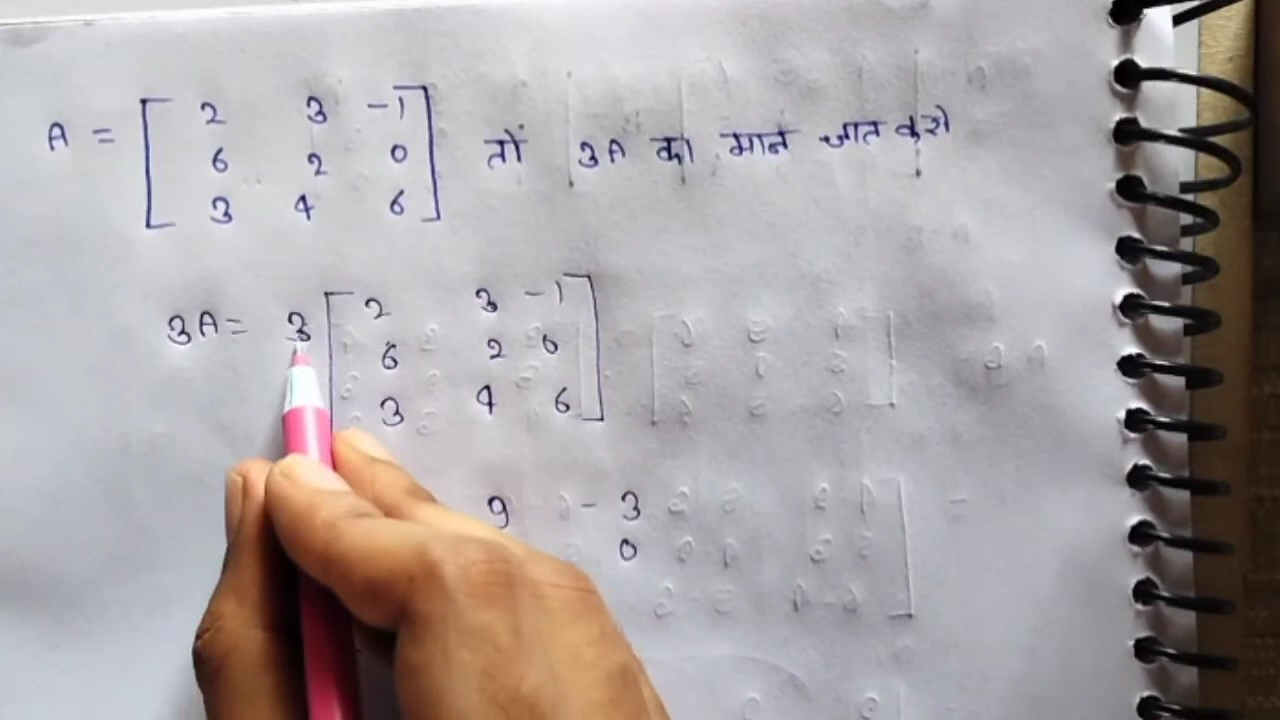 A = [ 2 3 -1
6 2 0
3 4 6 ] तो 3A का मान ज्ञात करो
3A = 3 [ 2 3 -1
6 2 0
3 4 6 ]
9 -3
0